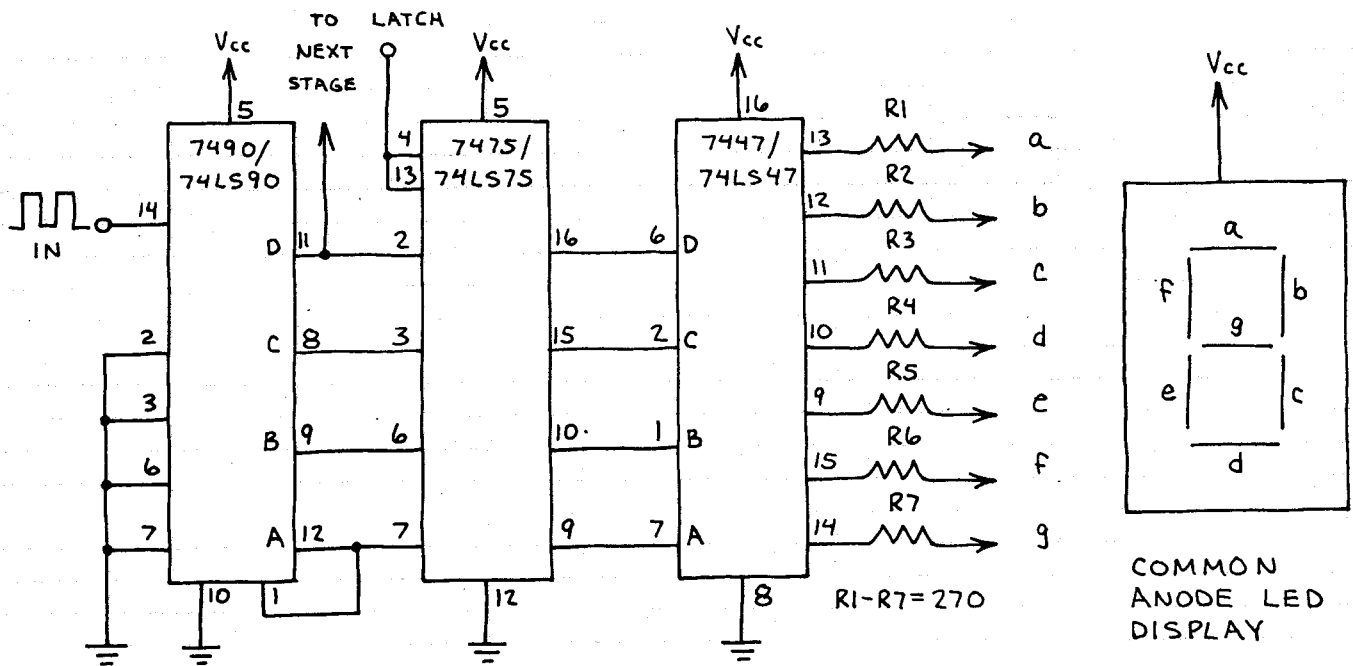 TO LATCH
NEXT
STAGE
Vcc
Vcc
Vcc
Vcc
5
5
16
7490/
74LS90
7475/
74LS75
7447/
74LS47
4
13
14
IN
D 11 2
16 6 D
2
C 8 3
15 2 C
3
B 9 6
10 1 B
6
7
A 12 7
9 7 A
10 1
12
8
13 R1 a
12 R2 b
11 R3 c
10 R4 d
9 R5 e
15 R6 f
14 R7 g
R1-R7=270
a
f b
g
e c
d
COMMON
ANODE LED
DISPLAY